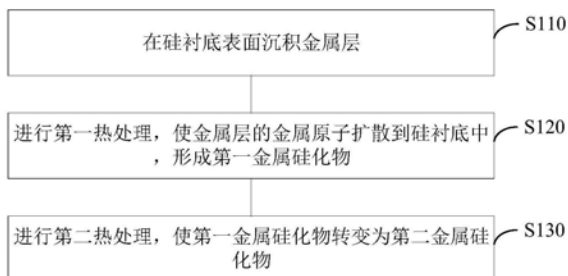 在硅衬底表面沉积金属层
S110
进行第一热处理，使金属层的金属原子扩散到硅衬底中
，形成第一金属硅化物
S120
进行第二热处理，使第一金属硅化物转变为第二金属硅
化物
S130